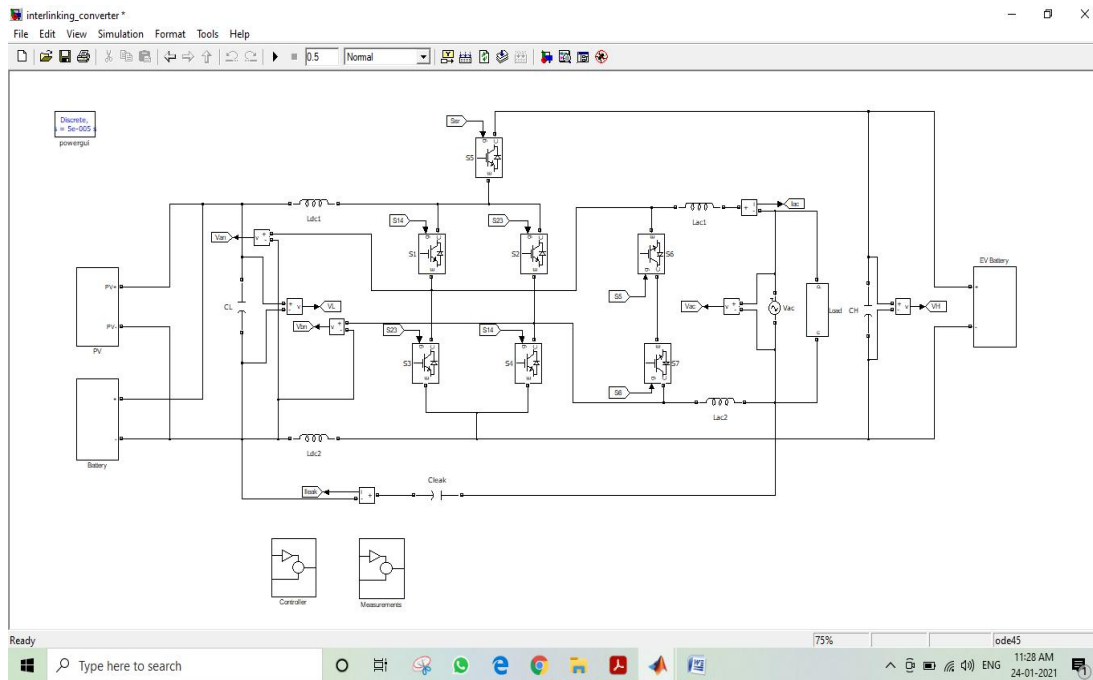 interlinking_converter *
File Edit View Simulation Format Tools Help
0.5 Normal
Discrete,
s = 5e-005 s
powergui
Ser
g C
S5
E
Ldc1
S14
S23
Lac1
+ i
-
Iac
Van
v + -
S1
g C
E
S2
g C
E
S6
EV Battery
PV+
PV-
PV
CL
+ - v
VL
S5
Vac
v + -
Vac
Load
CH
+ - v
VH
+
-
Vbn
v + -
S23
S14
S3
g C
E
S4
g C
E
S7
S6
+
-
Battery
Lac2
Ldc2
Cleak
Ileak
i
- +
Controller
Measurements
Ready 75% ode45
Type here to search
ENG
11:28 AM
24-01-2021
1